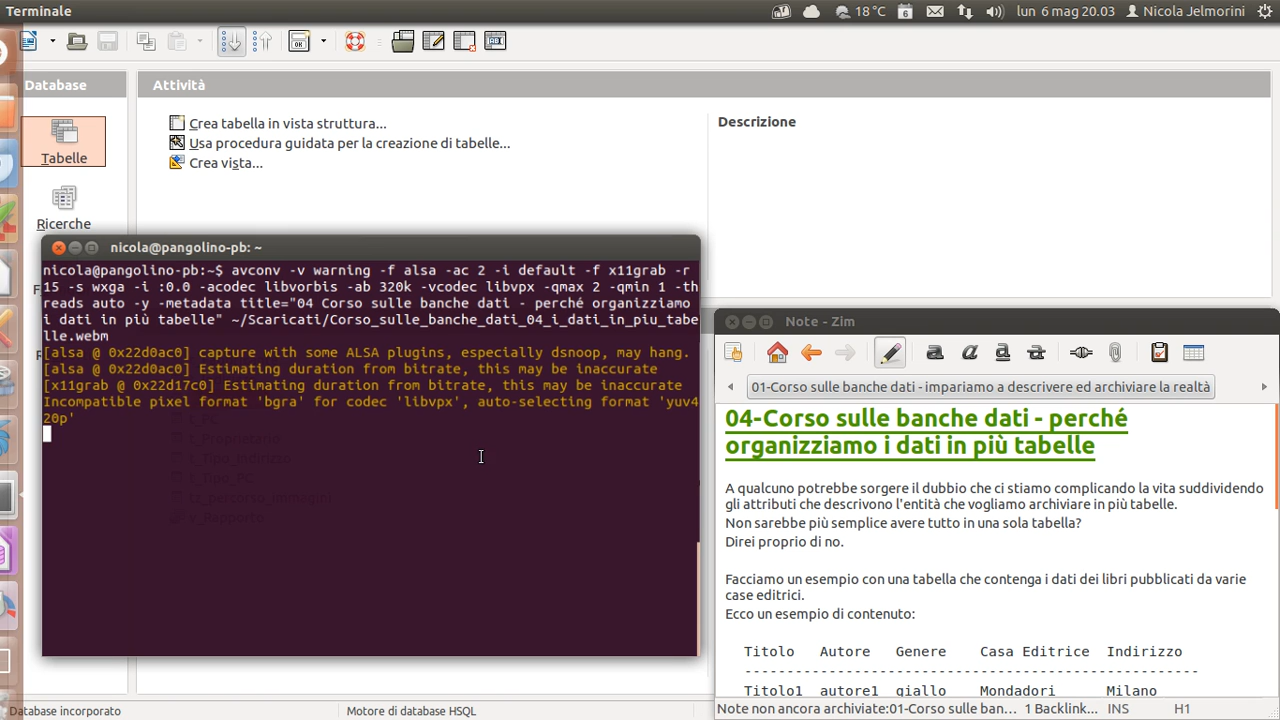 Terminale
18 °C
6
lun 6 mag 20.03
Nicola Jelmorini
Database
Attività
Crea tabella in vista struttura...
Usa procedura guidata per la creazione di tabelle...
Crea vista...
Descrizione
Tabelle
Ricerche
nicola@pangolino-pb: ~
nicola@pangolino-pb:~$ avconv -v warning -f alsa -ac 2 -i default -f x11grab -r
15 -s wxga -i :0.0 -acodec libvorbis -ab 320k -vcodec libvpx -qmax 2 -qmin 1 -th
reads auto -y -metadata title="04 Corso sulle banche dati - perché organizziamo
i dati in più tabelle" ~/Scaricati/Corso_sulle_banche_dati_04_i_dati_in_piu_tabe
lle.webm
[alsa @ 0x22d0ac0] capture with some ALSA plugins, especially dsnoop, may hang.
[alsa @ 0x22d0ac0] Estimating duration from bitrate, this may be inaccurate
[x11grab @ 0x22d17c0] Estimating duration from bitrate, this may be inaccurate
Incompatible pixel format 'bgra' for codec 'libvpx', auto-selecting format 'yuv4
20p'
t_PC
t_Proprietario
t_Tipo_Indirizzo
t_Tipo_PC
tz_percorso_immagini
v_Rapporto
Note - Zim
01-Corso sulle banche dati - impariamo a descrivere ed archiviare la realtà
04-Corso sulle banche dati - perché
organizziamo i dati in più tabelle
A qualcuno potrebbe sorgere il dubbio che ci stiamo complicando la vita suddividendo
gli attributi che descrivono l'entità che vogliamo archiviare in più tabelle.
Non sarebbe più semplice avere tutto in una sola tabella?
Direi proprio di no.
Facciamo un esempio con una tabella che contenga i dati dei libri pubblicati da varie
case editrici.
Ecco un esempio di contenuto:
Titolo Autore Genere Casa Editrice Indirizzo
--------------------------------------------------------
Titolo1 autore1 giallo Mondadori Milano
Note non ancora archiviate:01-Corso sulle ban... 1 Backlink... INS H1
Database incorporato
Motore di database HSQL